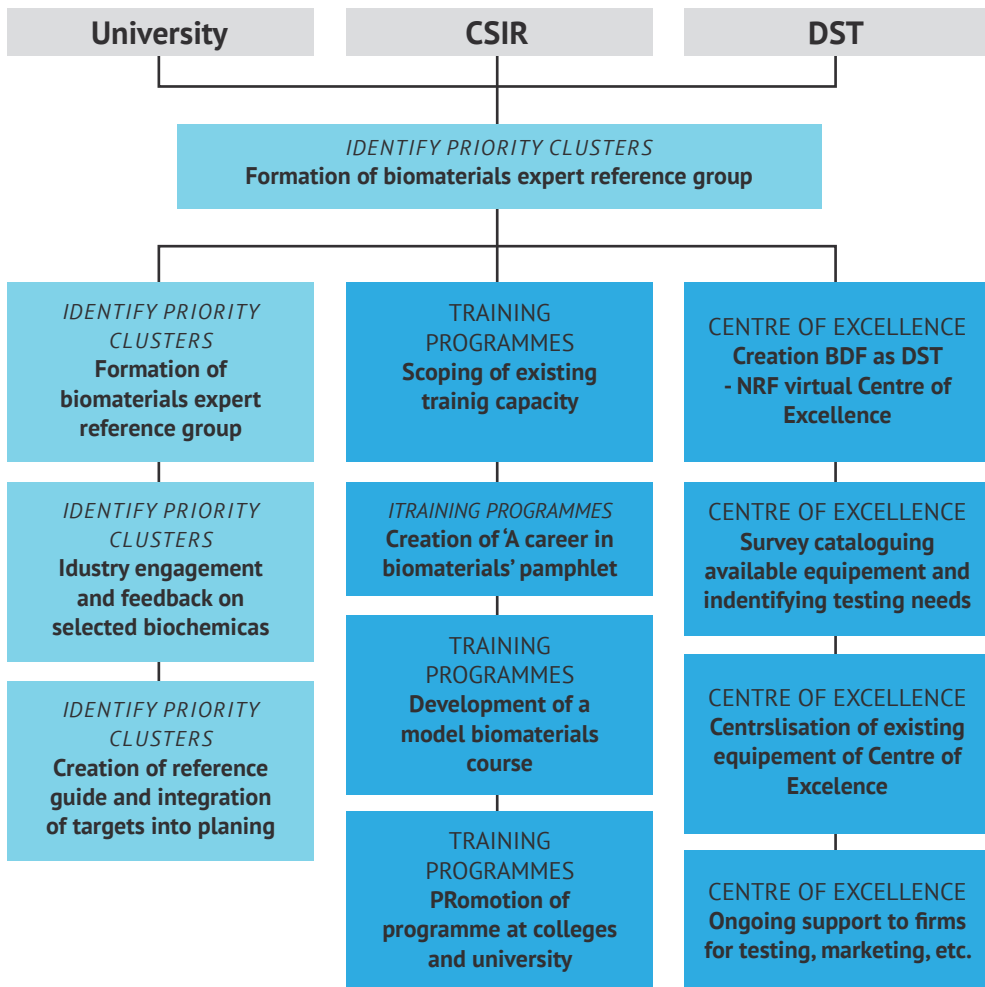 University
CSIR
DST
IDENTIFY PRIORITY CLUSTERS
Formation of biomaterials expert reference group
IDENTIFY PRIORITY
CLUSTERS
Formation of
biomaterials expert
reference group
IDENTIFY PRIORITY
CLUSTERS
Idustry engagement
and feedback on
selected biochemicas
IDENTIFY PRIORITY
CLUSTERS
Creation of reference
guide and integration
of targets into planing
TRAINING
PROGRAMMES
Scoping of existing
trainig capacity
ITRAINING PROGRAMMES
Creation of ‘A career in
biomaterials’ pamphlet
TRAINING
PROGRAMMES
Development of a
model biomaterials
course
TRAINING
PROGRAMMES
PRomotion of
programme at colleges
and university
CENTRE OF EXCELLENCE
Creation BDF as DST
- NRF virtual Centre of
Excellence
CENTRE OF EXCELLENCE
Survey cataloguing
available equipement and
indentifying testing needs
CENTRE OF EXCELLENCE
Centrslisation of existing
equipement of Centre of
Excelence
CENTRE OF EXCELLENCE
Ongoing support to firms
for testing, marketing, etc.